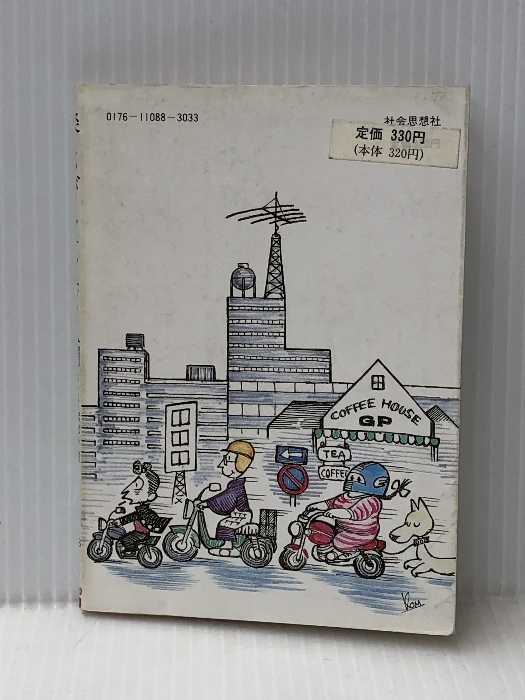 0176-11088-3033
社会思想社
定価 330円
(本体 320円)
COFFEE HOUSE
GP
TEA
COFFEE